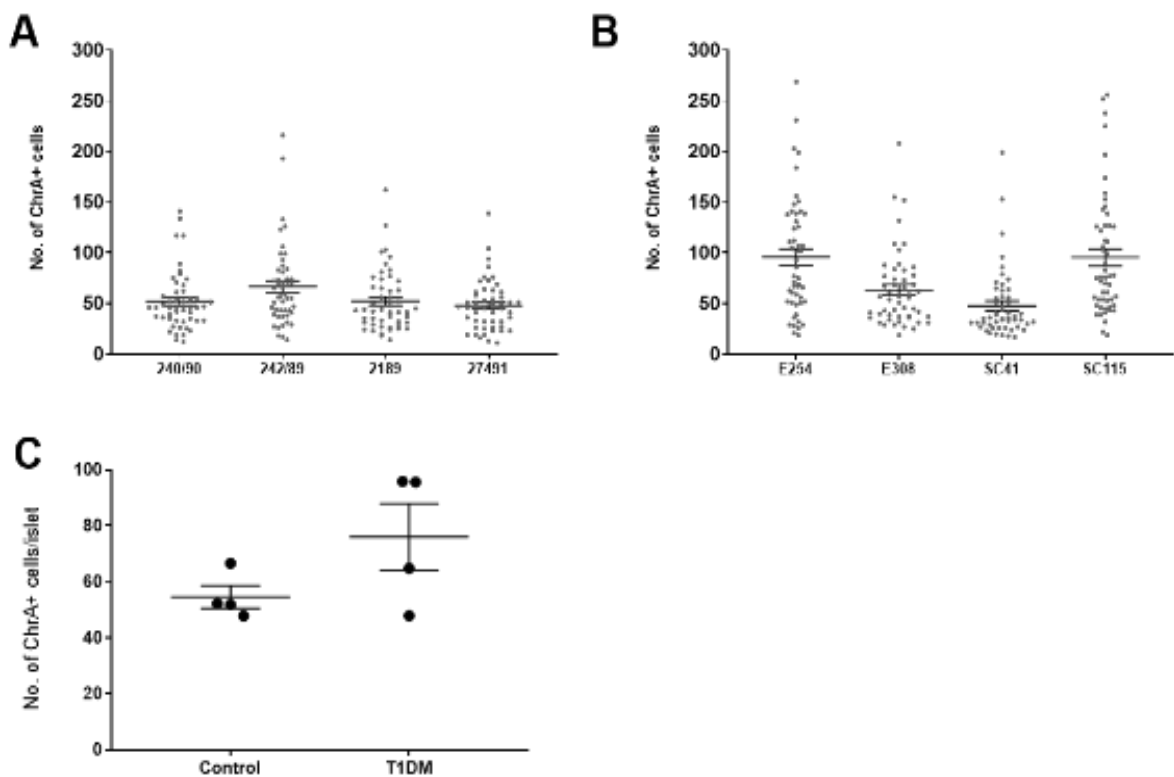 A
300
250
200
150
100
50
0
No. of ChrA+ cells
240/90 242/89 2189 27491
B
300
250
200
150
100
50
0
No. of ChrA+ cells
E254 E308 SC41 SC115
C
100
80
60
40
20
0
No. of ChrA+ cells/islet
Control T1DM